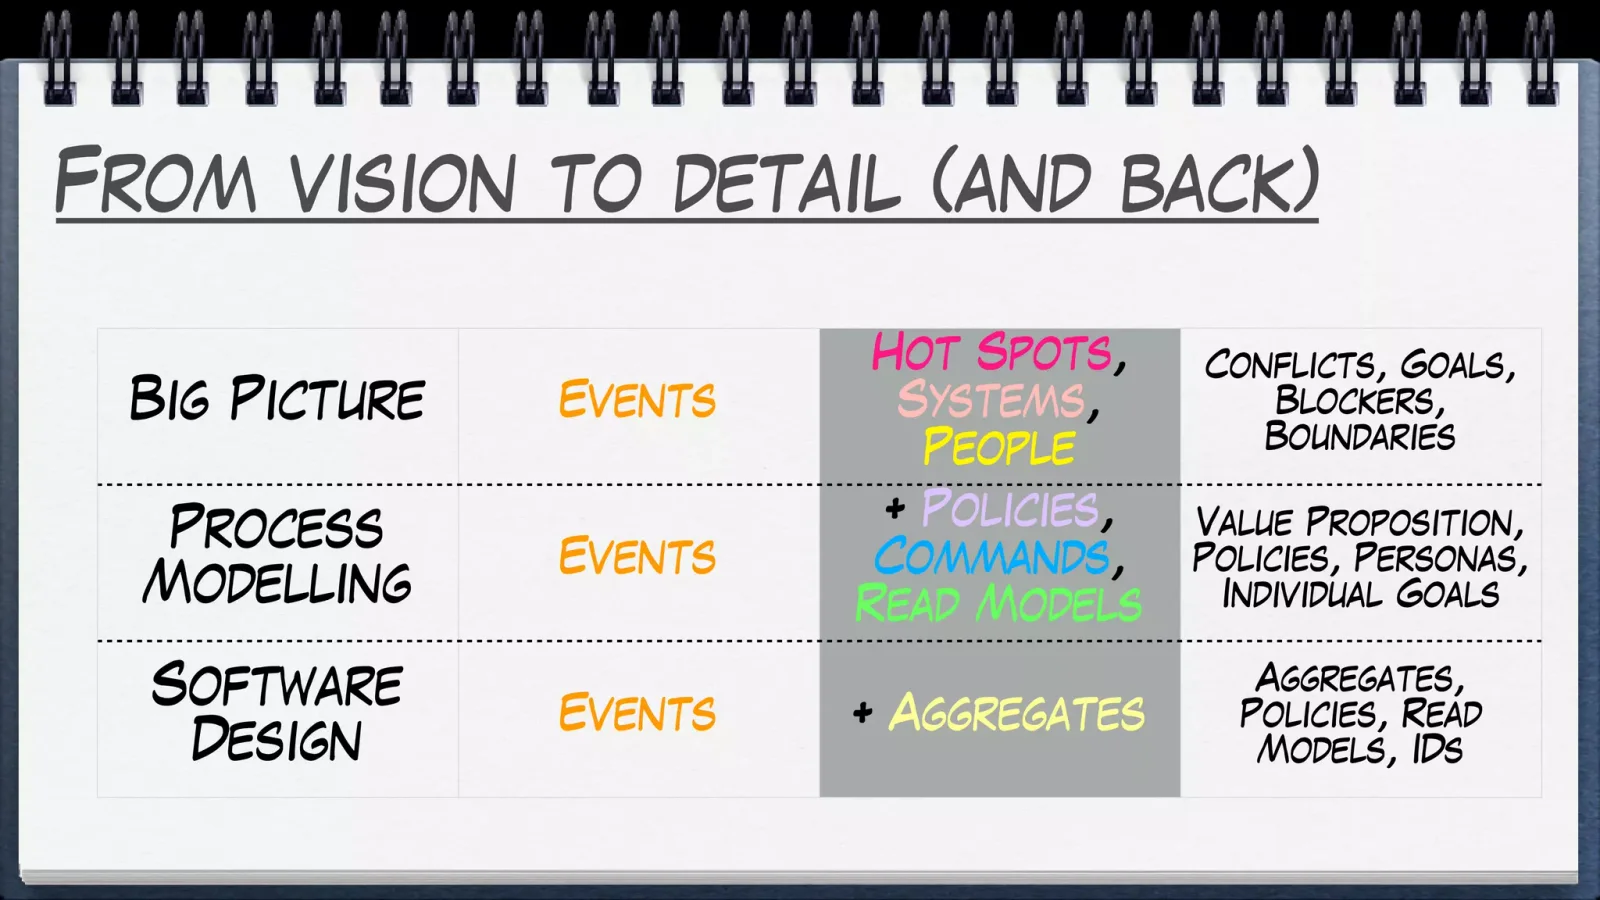 From vision to detail (and back)
Big Picture
Events
Hot Spots,
Systems,
People
Conflicts, Goals,
Blockers,
Boundaries
Process
Modelling
Events
+ Policies,
Commands,
Read Models
Value Proposition,
Policies, Personas,
Individual Goals
Software
Design
Events
+ Aggregates
Aggregates,
Policies, Read
Models, IDs